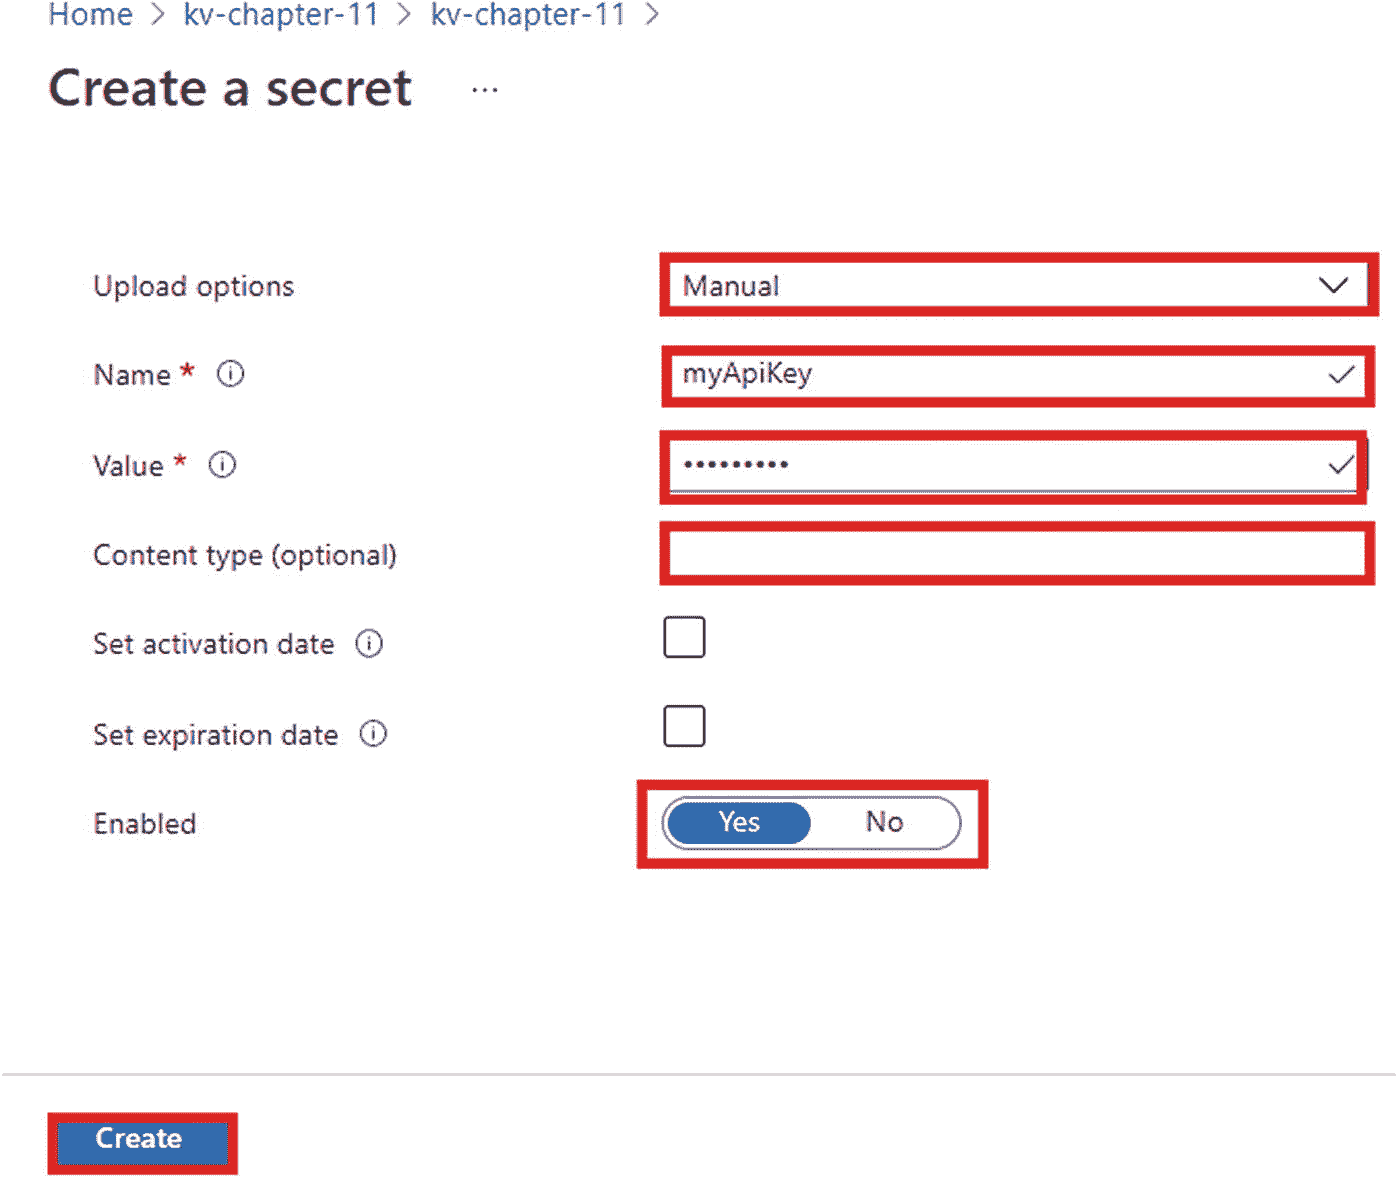 Home > kv-chapter-11 > kv-chapter-11 >
Create a secret ...
Upload options Manual
Name * myApiKey
Value * •••••••••
Content type (optional)
Set activation date
Set expiration date
Enabled Yes No
Create